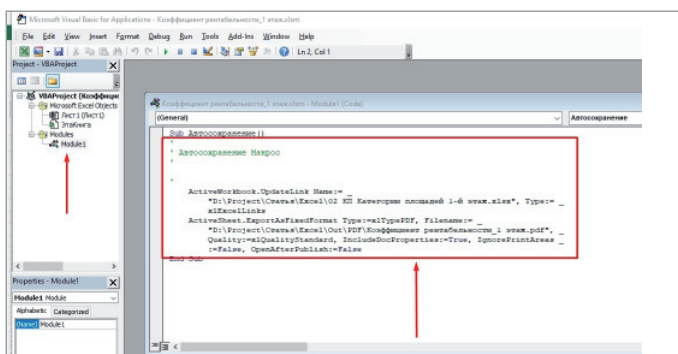 Microsoft Visual Basic for Applications - Коэффициент рентабельности_1 этаж.xlsm
File Edit View Insert Format Debug Run Tools Add-Ins Window Help
Ln 2, Col 1
Project - VBAProject
VBAProject (Коэффицие
Microsoft Excel Objects
Лист1 (Лист1)
ЭтаКнига
Modules
Module1
Коэффициент рентабельности_1 этаж.xlsm - Module1 (Code)
(General)
Автосохранение
Sub Автосохранение()
'
' Автосохранение Макрос
'
'
ActiveWorkbook.UpdateLink Name:= _
"D:\Project\Статья\Excel\02 КП Категории площадей 1-й этаж.xlsx", Type:= _
xlExcelLinks
ActiveSheet.ExportAsFixedFormat Type:=xlTypePDF, Filename:= _
"D:\Project\Статья\Excel\Out\PDF\Коэффициент рентабельности_1 этаж.pdf", _
Quality:=xlQualityStandard, IncludeDocProperties:=True, IgnorePrintAreas _
:=False, OpenAfterPublish:=False
End Sub
Properties - Module1
Module1 Module
Alphabetic Categorized
(Name) Module1